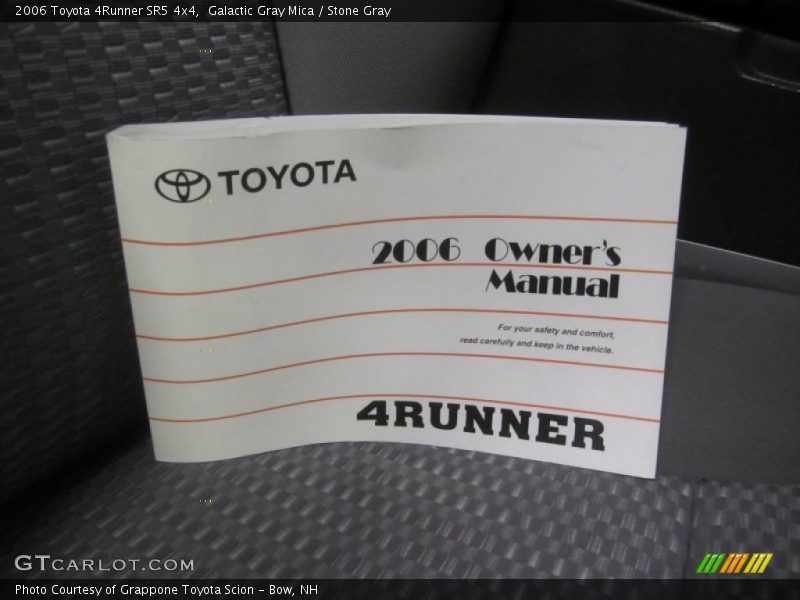 2006 Toyota 4Runner SR5 4x4,  Galactic Gray Mica / Stone Gray
TOYOTA
2006 Owner's
Manual
For your safety and comfort,
read carefully and keep in the vehicle.
4RUNNER
GTCARLOT.COM
Photo Courtesy of Grappone Toyota Scion – Bow, NH